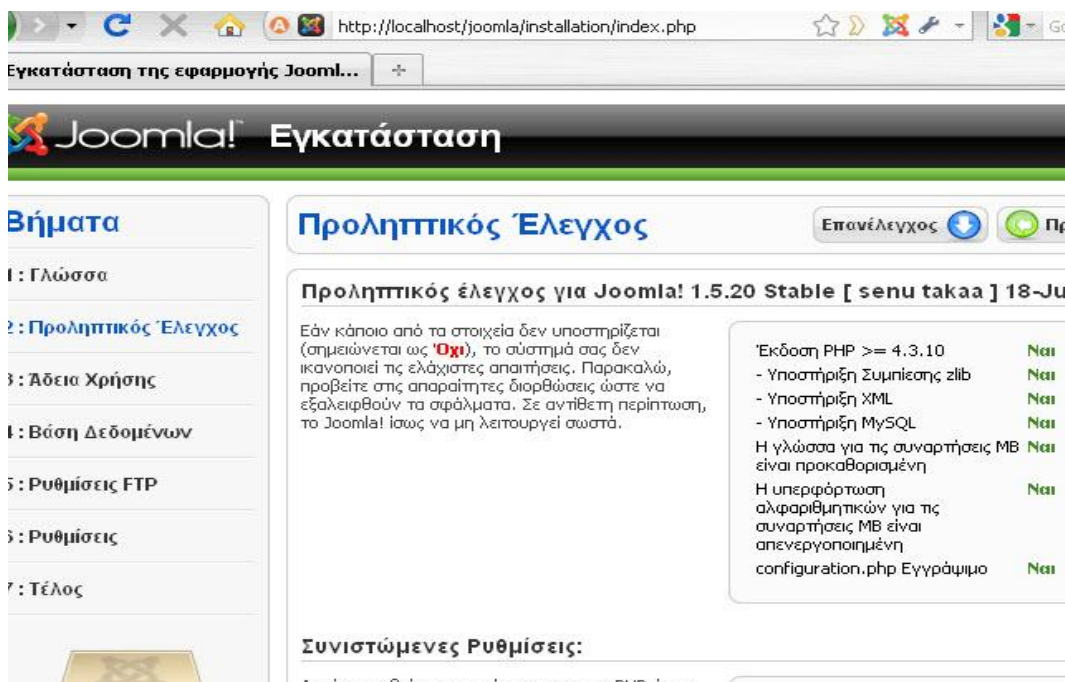 http://localhost/joomla/installation/index.php
Εγκατάσταση της εφαρμογής Jooml...
Joomla! Εγκατάσταση
Βήματα
1 : Γλώσσα
2 : Προληπτικός Έλεγχος
3 : Άδεια Χρήσης
4 : Βάση Δεδομένων
5 : Ρυθμίσεις FTP
6 : Ρυθμίσεις
7 : Τέλος
Προληπτικός Έλεγχος
Επανέλεγχος
Προληπτικός έλεγχος για Joomla! 1.5.20 Stable [ senu takaa ] 18-Ju
Εάν κάποιο από τα στοιχεία δεν υποστηρίζεται
(σημειώνεται ως Όχι), το σύστημά σας δεν
ικανοποιεί τις ελάχιστες απαιτήσεις. Παρακαλώ,
προβείτε στις απαραίτητες διορθώσεις ώστε να
εξαλειφθούν τα σφάλματα. Σε αντίθετη περίπτωση,
το Joomla! ίσως να μη λειτουργεί σωστά.
Έκδοση PHP >= 4.3.10 Ναι
- Υποστήριξη Συμπίεσης zlib Ναι
- Υποστήριξη XML Ναι
- Υποστήριξη MySQL Ναι
Η γλώσσα για τις συναρτήσεις MB Ναι
είναι προκαθορισμένη
Η υπερφόρτωση Ναι
αλφαριθμητικών για τις
συναρτήσεις MB είναι
απενεργοποιημένη
configuration.php Εγγράψιμο Ναι
Συνιστώμενες Ρυθμίσεις: